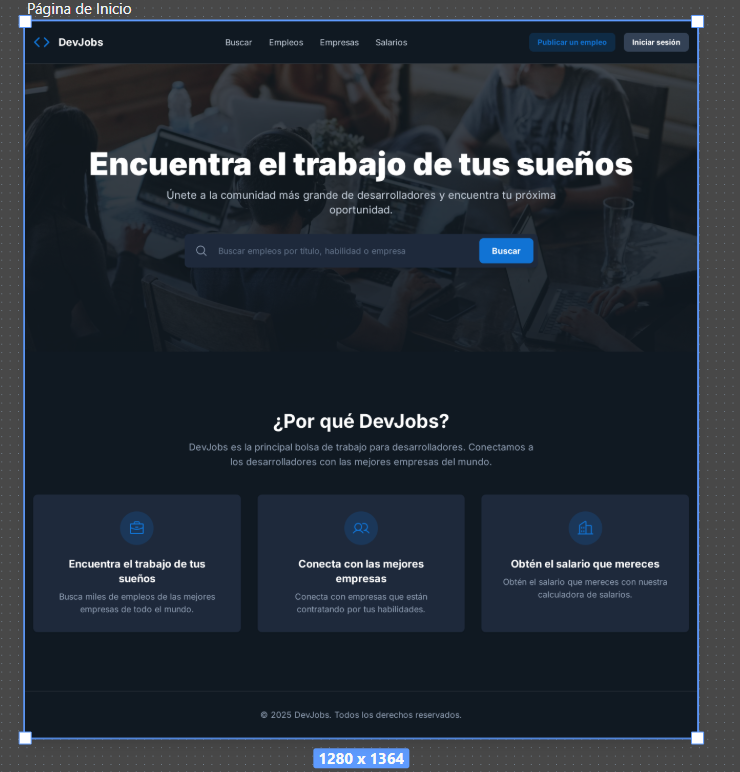 Página de Inicio
DevJobs
Buscar Empleos Empresas Salarios
Publicar un empleo
Iniciar sesión
Encuentra el trabajo de tus sueños
Únete a la comunidad más grande de desarrolladores y encuentra tu próxima
oportunidad.
Buscar empleos por título, habilidad o empresa
Buscar
¿Por qué DevJobs?
DevJobs es la principal bolsa de trabajo para desarrolladores. Conectamos a
los desarrolladores con las mejores empresas del mundo.
Encuentra el trabajo de tus
sueños
Busca miles de empleos de las mejores
empresas de todo el mundo.
Conecta con las mejores
empresas
Conecta con empresas que están
contratando por tus habilidades.
Obtén el salario que mereces
Obtén el salario que mereces con nuestra
calculadora de salarios.
© 2025 DevJobs. Todos los derechos reservados.
1280 x 1364